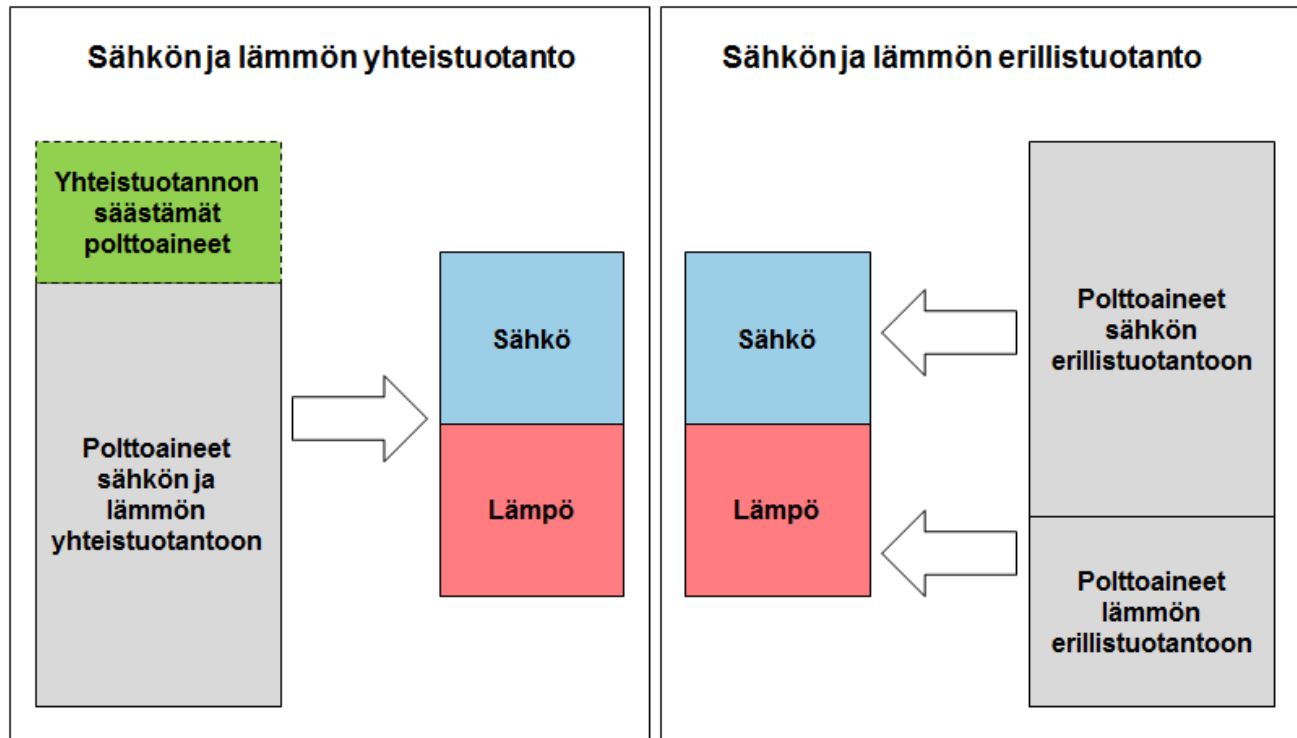 Sähkön ja lämmön yhteistuotanto
Yhteistuotannon
säästämät
polttoaineet
Polttoaineet
sähkön ja
lämmön
yhteistuotantoon
Sähkö
Lämpö
Sähkön ja lämmön erillistuotanto
Sähkö
Lämpö
Polttoaineet
sähkön
erillistuotantoon
Polttoaineet
lämmön
erillistuotantoon